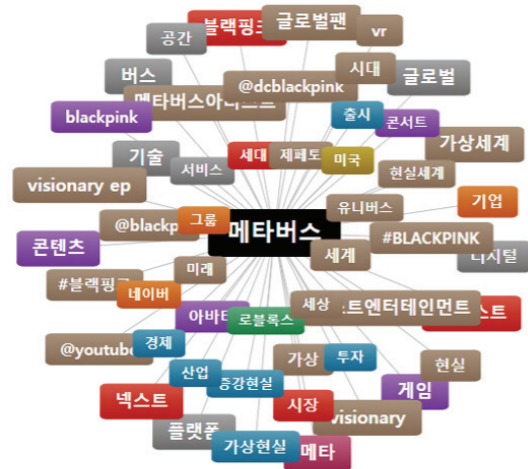 글로벌팬
블랙핑크
vr
공간
시대
버스
@dcblackpink
글로벌
메타버스아티스트
출시
blackpink
콘서트
가상세계
기술
세대
제페토
미국
서비스
현실세계
visionary ep
유니버스
기업
@blackp
그룹
메타버스
#BLACKPINK
콘텐츠
세계
디지털
미래
#블랙핑크
네이버
아바타
로블록스
세상
트엔터테인먼트
스트
@youtube
경제
가상
투자
현실
산업
증강현실
게임
넥스트
시장
visionary
플랫폼
가상현실
메타